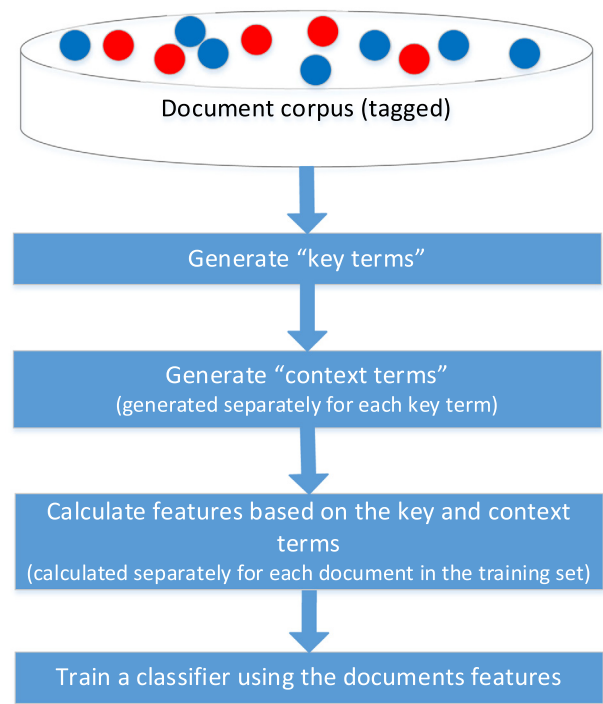 Document corpus (tagged)
Generate “key terms”
Generate “context terms”
(generated separately for each key term)
Calculate features based on the key and context
terms
(calculated separately for each document in the training set)
Train a classifier using the documents features